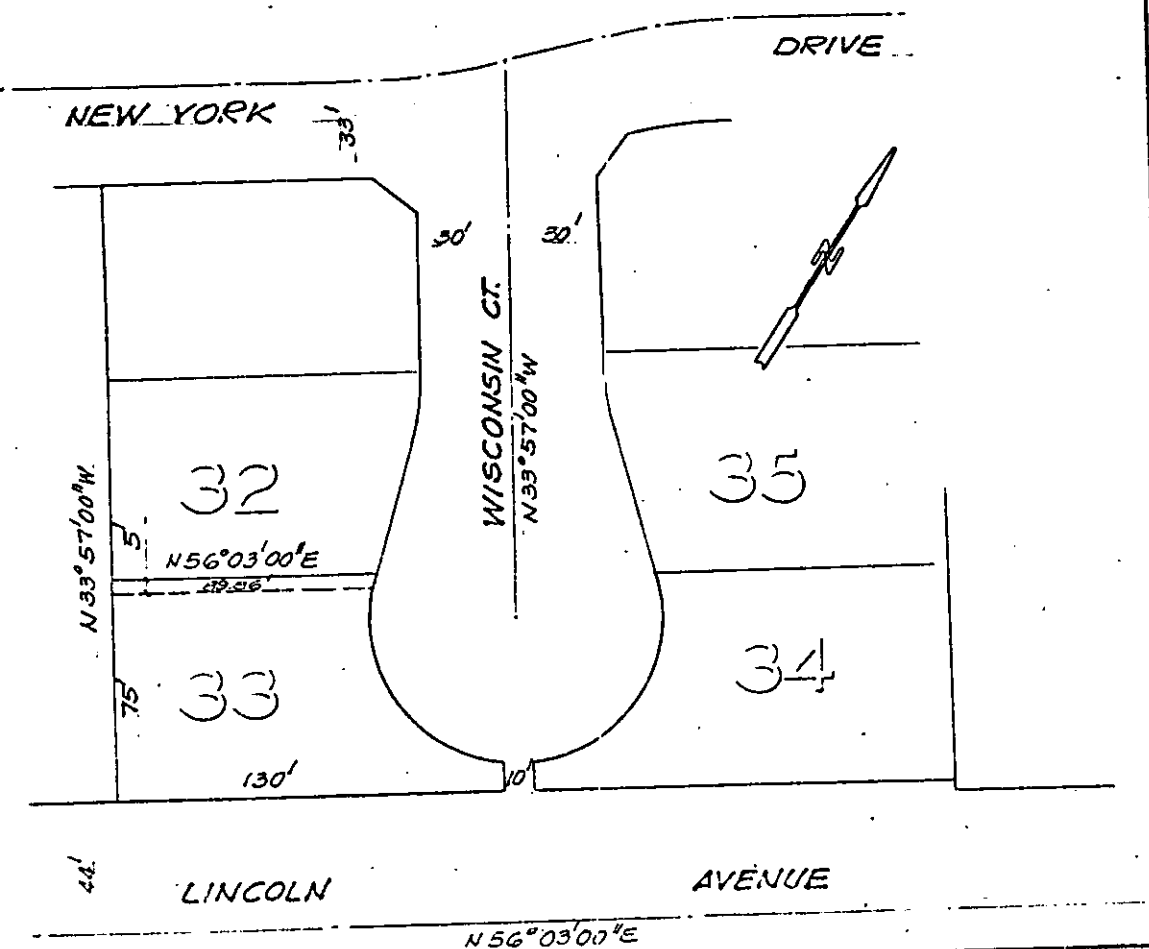 DRIVE
NEW YORK
33'
30'
30'
WISCONSIN CT.
N33°57'00"W
N
32
35
N33°57'00"W.
5'
N56°03'00"E
33
34
75'
130'
10'
44'
LINCOLN
AVENUE
N56°03'00"E